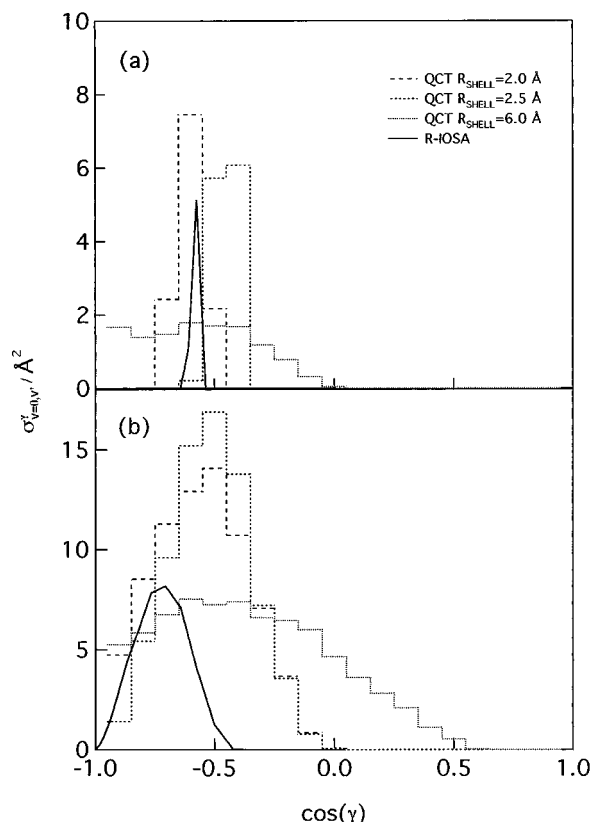 10
(a)
QCT R_SHELL=2.0 Å
QCT R_SHELL=2.5 Å
QCT R_SHELL=6.0 Å
R-IOSA
8
6
4
2
0
σ^γ_v=0,v' / Å^2
(b)
15
10
5
0
-1.0 -0.5 0.0 0.5 1.0
cos(γ)